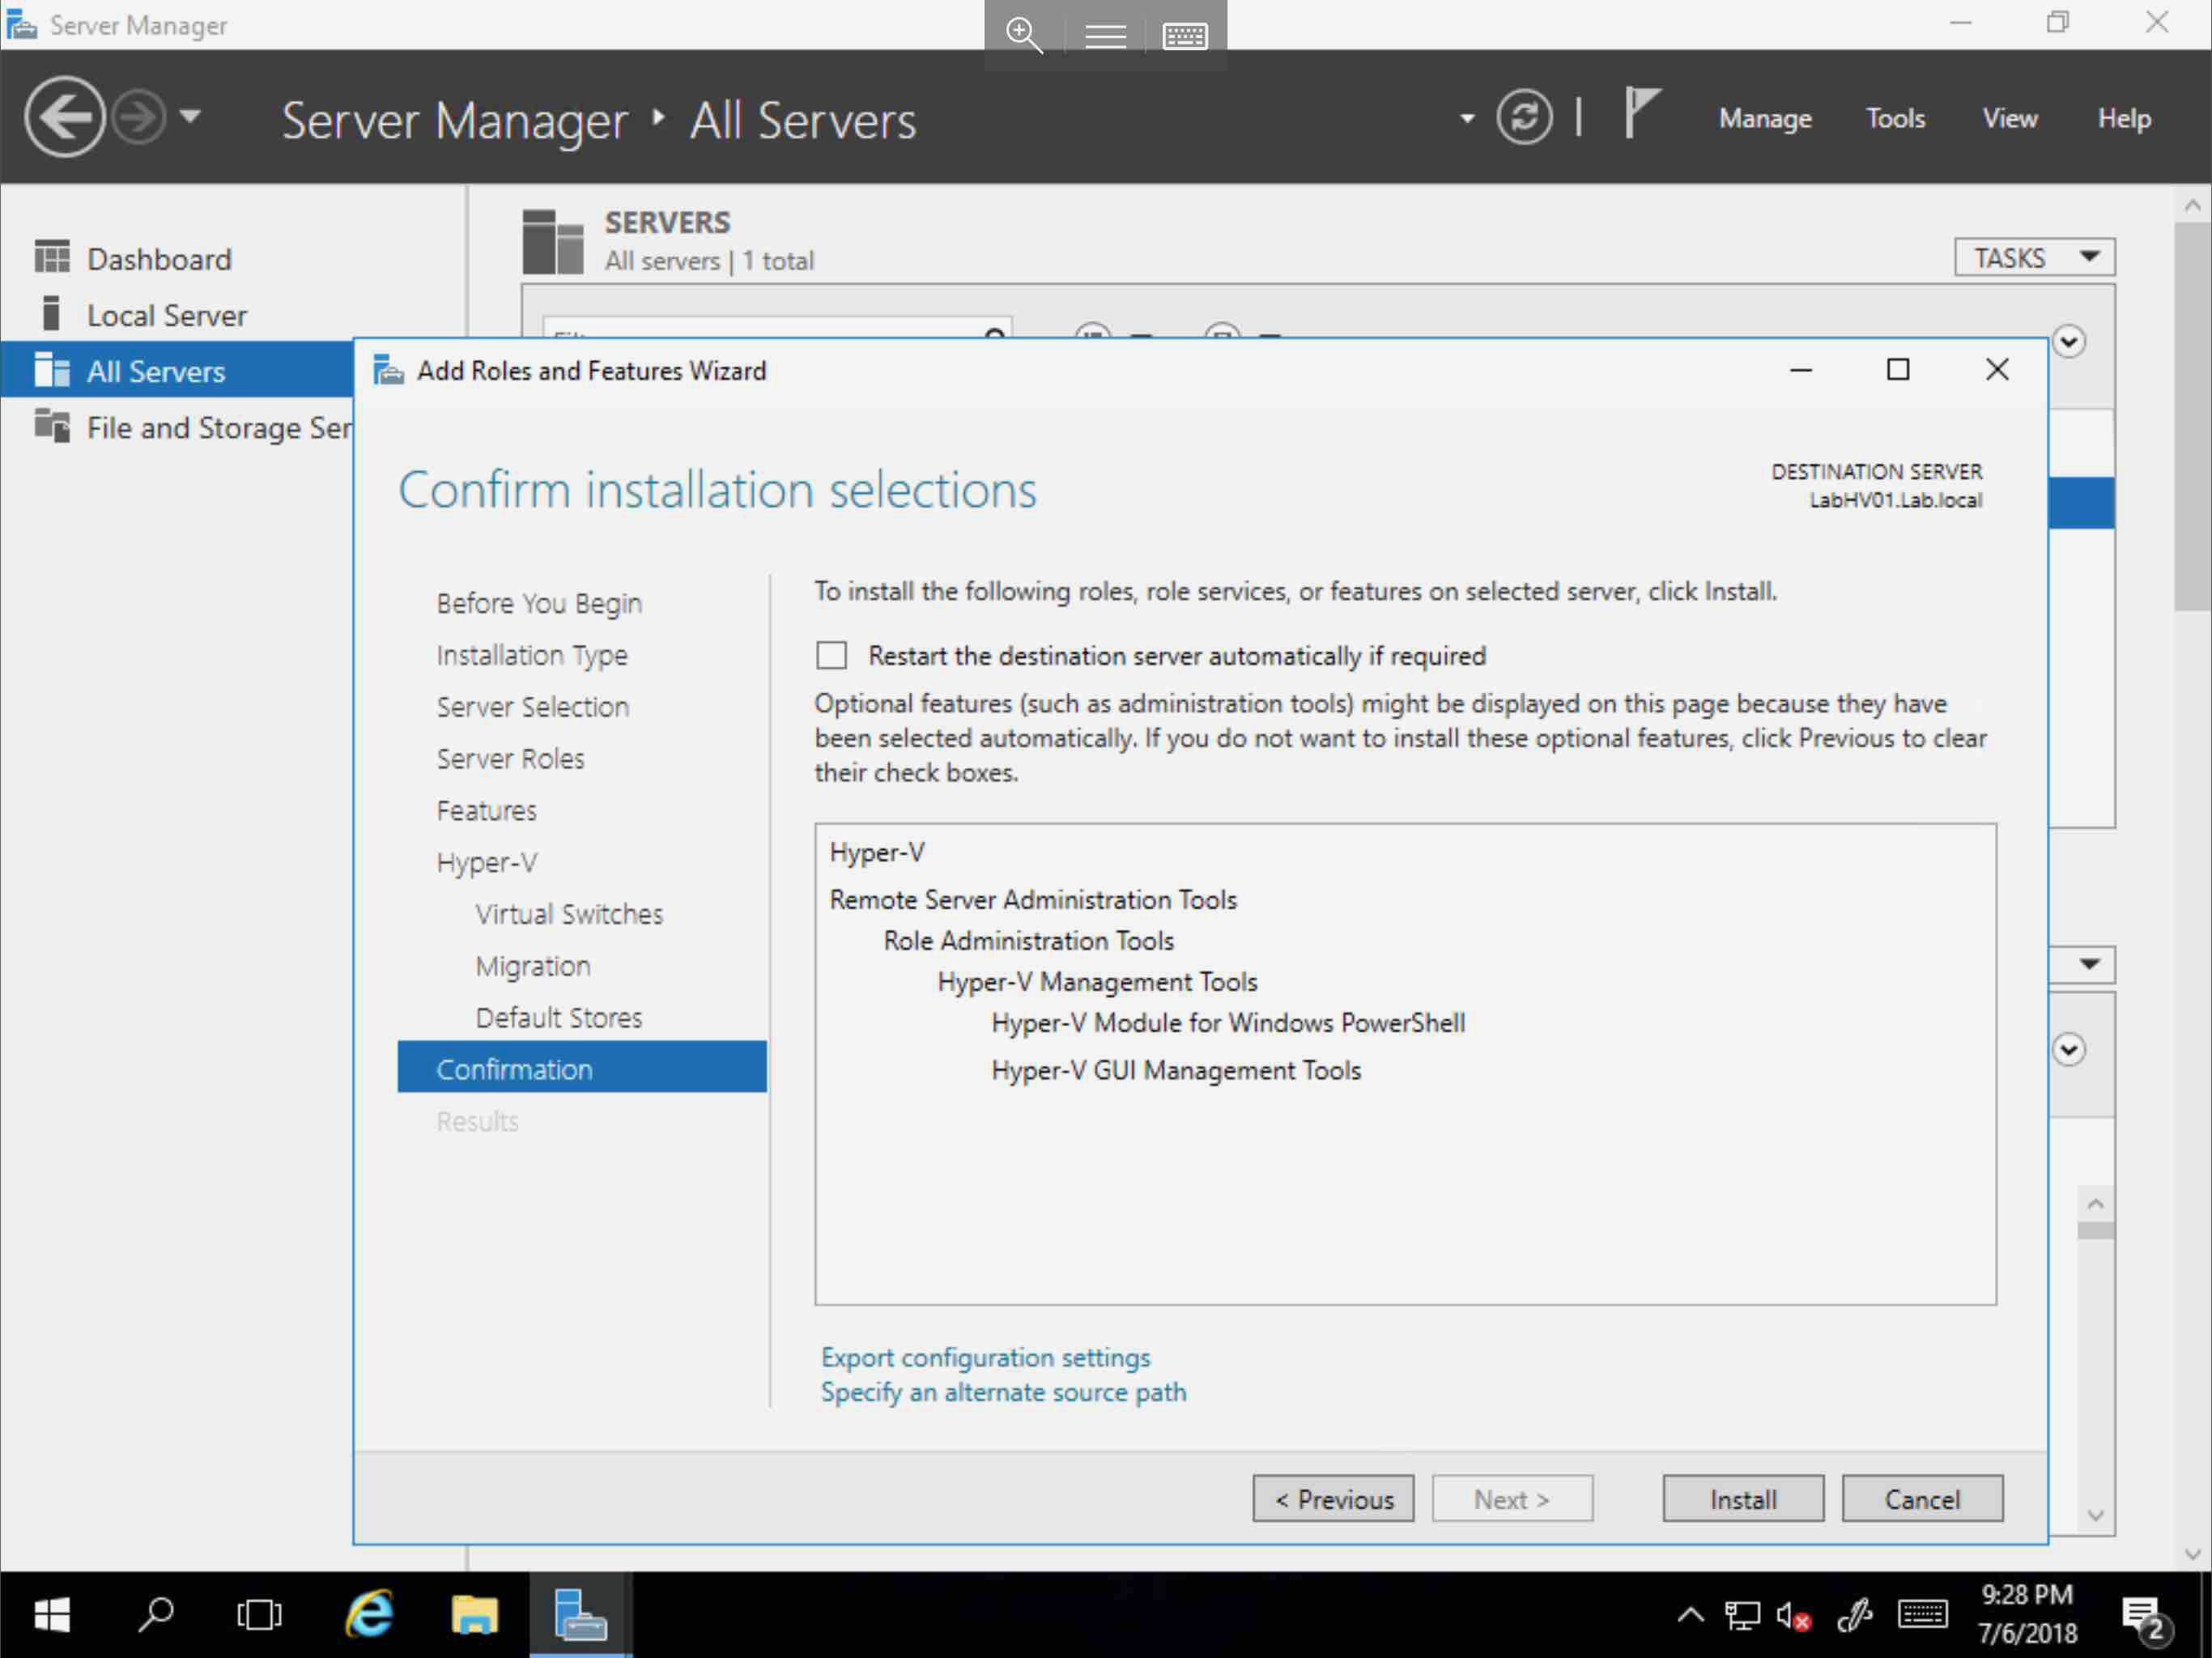 Server Manager
Server Manager
All Servers
Manage
Tools
View
Help
Dashboard
Local Server
All Servers
File and Storage Ser
SERVERS
All servers | 1 total
TASKS
Add Roles and Features Wizard
Confirm installation selections
DESTINATION SERVER
LabHV01.Lab.local
Before You Begin
Installation Type
Server Selection
Server Roles
Features
Hyper-V
Virtual Switches
Migration
Default Stores
Confirmation
Results
To install the following roles, role services, or features on selected server, click Install.
Restart the destination server automatically if required
Optional features (such as administration tools) might be displayed on this page because they have
been selected automatically. If you do not want to install these optional features, click Previous to clear
their check boxes.
Hyper-V
Remote Server Administration Tools
Role Administration Tools
Hyper-V Management Tools
Hyper-V Module for Windows PowerShell
Hyper-V GUI Management Tools
Export configuration settings
Specify an alternate source path
< Previous
Next >
Install
Cancel
9:28 PM
7/6/2018
2